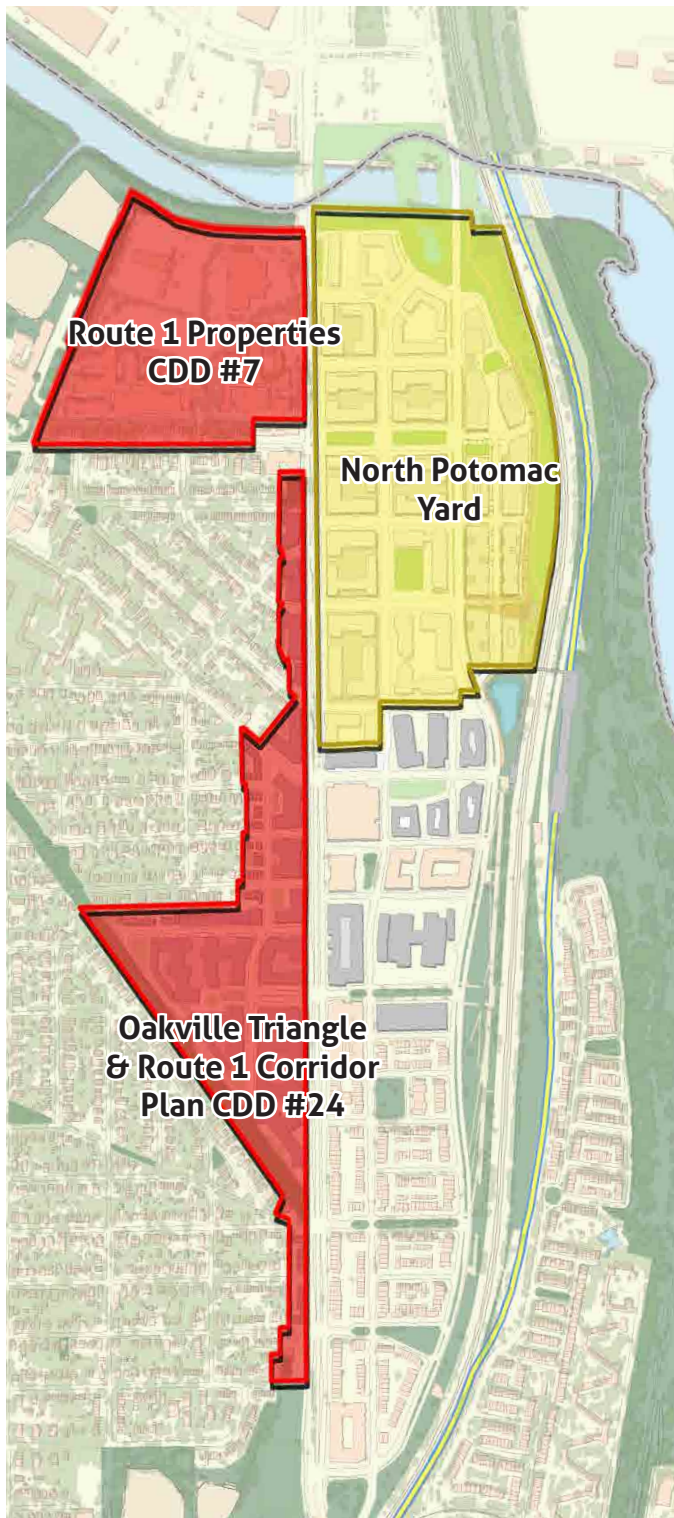 Route 1 Properties
CDD #7
North Potomac
Yard
Oakville Triangle
& Route 1 Corridor
Plan CDD #24